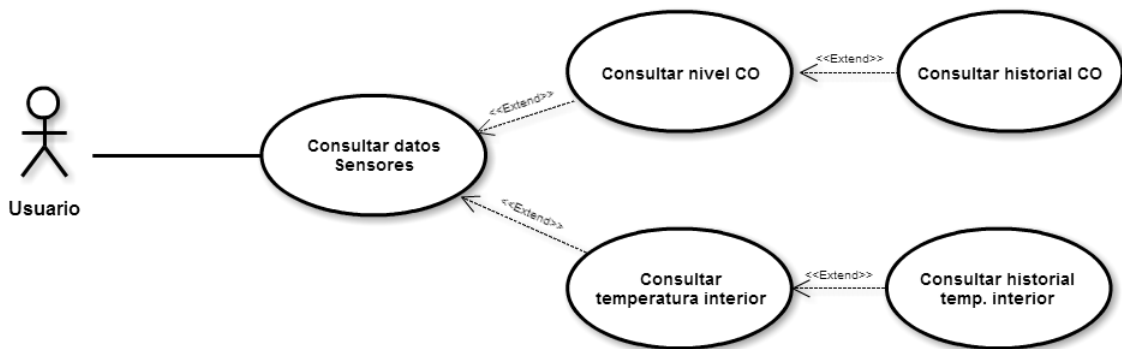 Usuario
Consultar datos
Sensores
<<Extend>>
Consultar nivel CO
<<Extend>>
Consultar historial CO
<<Extend>>
Consultar
temperatura interior
<<Extend>>
Consultar historial
temp. interior